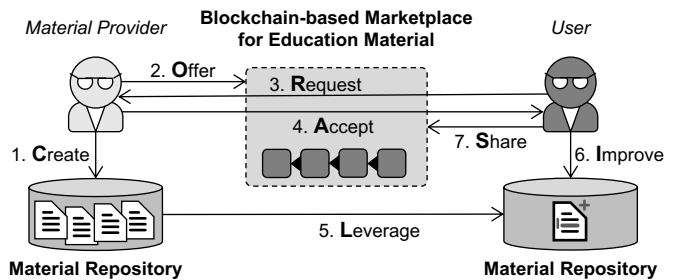 Material Provider
Blockchain-based Marketplace
for Education Material
User
2. Offer
3. Request
4. Accept
7. Share
1. Create
6. Improve
5. Leverage
Material Repository
Material Repository